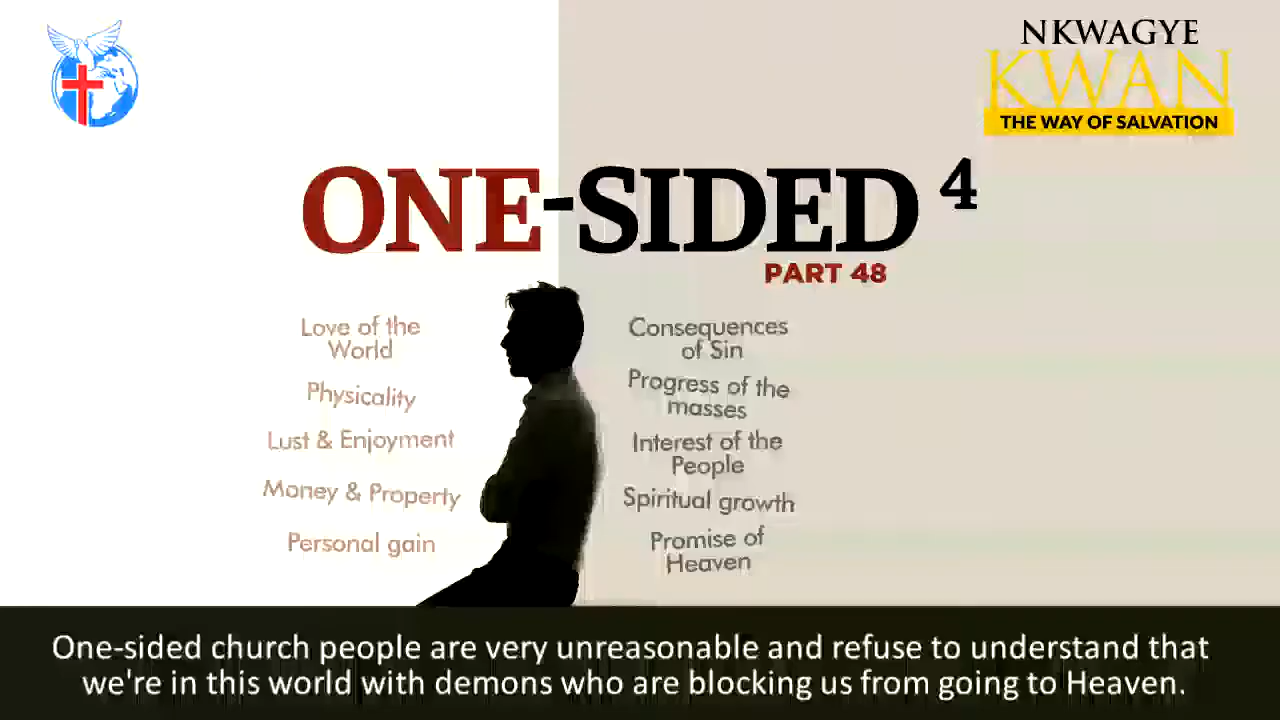 NKWAGYE
KWAN
THE WAY OF SALVATION
ONE-SIDED 4
PART 48
Love of the
World
Physicality
Lust & Enjoyment
Money & Property
Personal gain
Consequences
of Sin
Progress of the
masses
Interest of the
People
Spiritual growth
Promise of
Heaven
One-sided church people are very unreasonable and refuse to understand that
we're in this world with demons who are blocking us from going to Heaven.